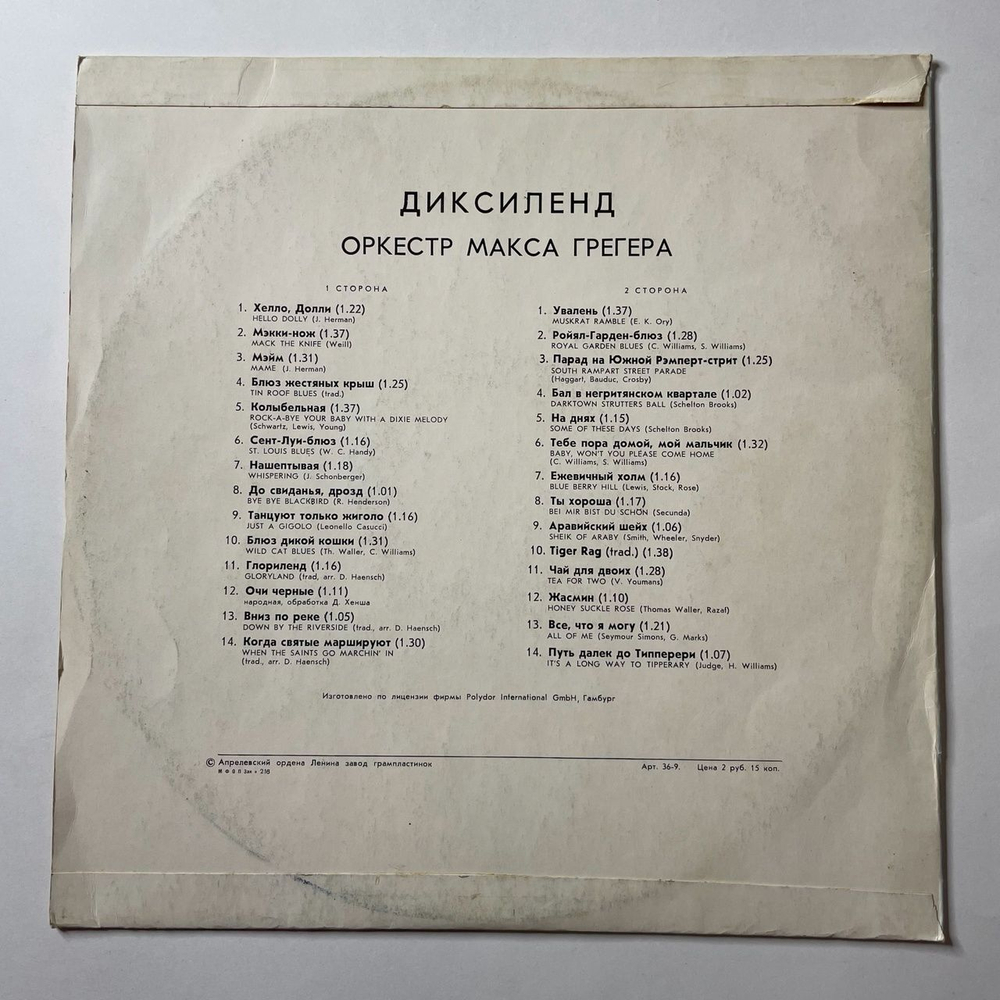 ДИКСИЛЕНД
ОРКЕСТР МАКСА ГРЕГЕРА
1 СТОРОНА
1. Хелло, Долли (1.22)
HELLO DOLLY (J. Herman)
2. Мэкки-нож (1.37)
MACK THE KNIFE (Weill)
3. Мэйм (1.31)
MAME (J. Herman)
4. Блюз жестяных крыш (1.25)
TIN ROOF BLUES (trad.)
5. Колыбельная (1.37)
ROCK-A-BYE YOUR BABY WITH A DIXIE MELODY
(Schwartz, Lewis, Young)
6. Сент-Луи-блюз (1.16)
ST. LOUIS BLUES (W. C. Handy)
7. Нашептывая (1.18)
WHISPERING (J. Schonberger)
8. До свиданья, дрозд (1.01)
BYE BYE BLACKBIRD (R. Henderson)
9. Танцуют только жиголо (1.16)
JUST A GIGOLO (Leonello Casucci)
10. Блюз дикой кошки (1.31)
WILD CAT BLUES (Th. Waller, C. Williams)
11. Глориленд (1.16)
GLORYLAND (trad, arr. D. Haensch)
12. Очи черные (1.11)
народная, обработка Д. Хенша
13. Вниз по реке (1.05)
DOWN BY THE RIVERSIDE (trad., arr. D. Haensch)
14. Когда святые маршируют (1.30)
WHEN THE SAINTS GO MARCHIN' IN
(trad., arr. D. Haensch)
2 СТОРОНА
1. Увалень (1.37)
MUSKRAT RAMBLE (E. K. Ory)
2. Ройял-Гарден-блюз (1.28)
ROYAL GARDEN BLUES (C. Williams, S. Williams)
3. Парад на Южной Рэмперт-стрит (1.25)
SOUTH RAMPART STREET PARADE
(Haggart, Bauduc, Crosby)
4. Бал в негритянском квартале (1.02)
DARKTOWN STRUTTERS BALL (Schelton Brooks)
5. На днях (1.15)
SOME OF THESE DAYS (Schelton Brooks)
6. Тебе пора домой, мой мальчик (1.32)
BABY, WON'T YOU PLEASE COME HOME
(C. Williams, S. Williams)
7. Ежевичный холм (1.16)
BLUE BERRY HILL (Lewis, Stock, Rose)
8. Ты хороша (1.17)
BEI MIR BIST DU SCHÖN (Secunda)
9. Аравийский шейх (1.06)
SHEIK OF ARABY (Smith, Wheeler, Snyder)
10. Tiger Rag (trad.) (1.38)
11. Чай для двоих (1.28)
TEA FOR TWO (V. Youmans)
12. Жасмин (1.10)
HONEY SUCKLE ROSE (Thomas Waller, Razal)
13. Все, что я могу (1.21)
ALL OF ME (Seymour Simons, G. Marks)
14. Путь далек до Типперери (1.07)
IT'S A LONG WAY TO TIPPERARY (Judge, H. Williams)
Изготовлено по лицензии фирмы Polydor International GmbH, Гамбург
© Апрелевский ордена Ленина завод грампластинок
Арт. 36-9. Цена 2 руб. 15 коп.